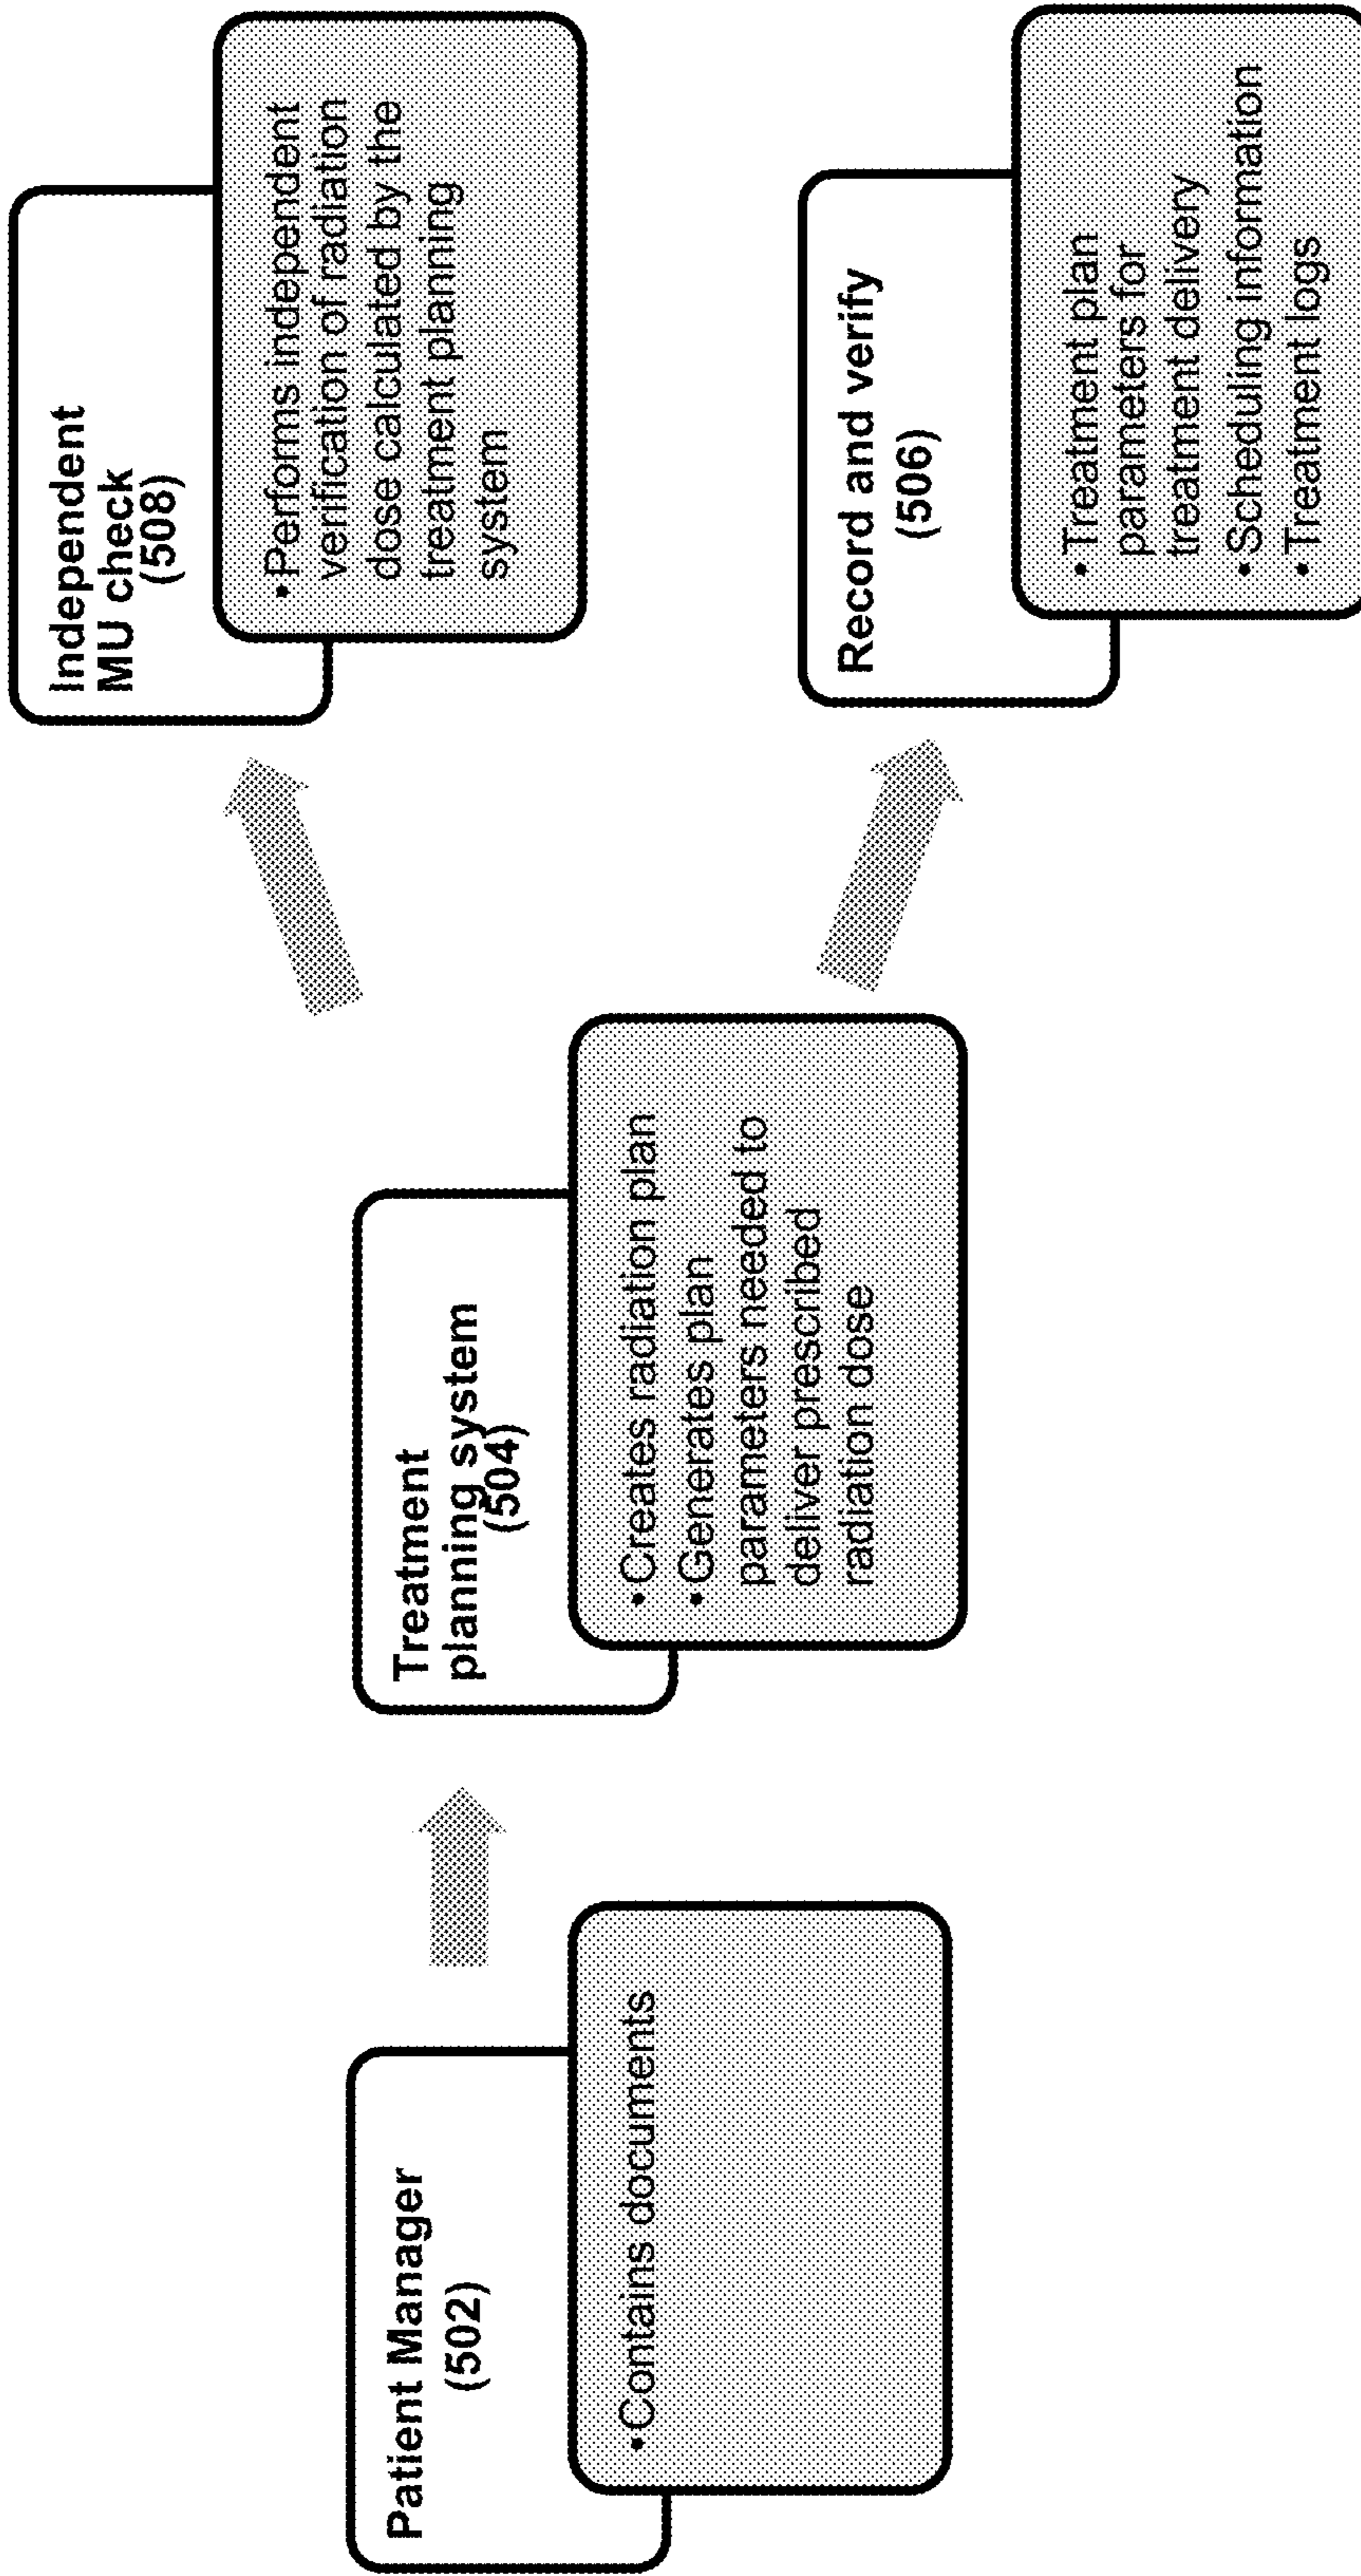 Patient Manager
(502)
•Contains documents
Treatment
planning system
(504)
•Creates radiation plan
•Generates plan
parameters needed to
deliver prescribed
radiation dose
Independent
MU check
(508)
•Performs independent
verification of radiation
dose calculated by the
treatment planning
system
Record and verify
(506)
•Treatment plan
parameters for
treatment delivery
•Scheduling information
•Treatment logs